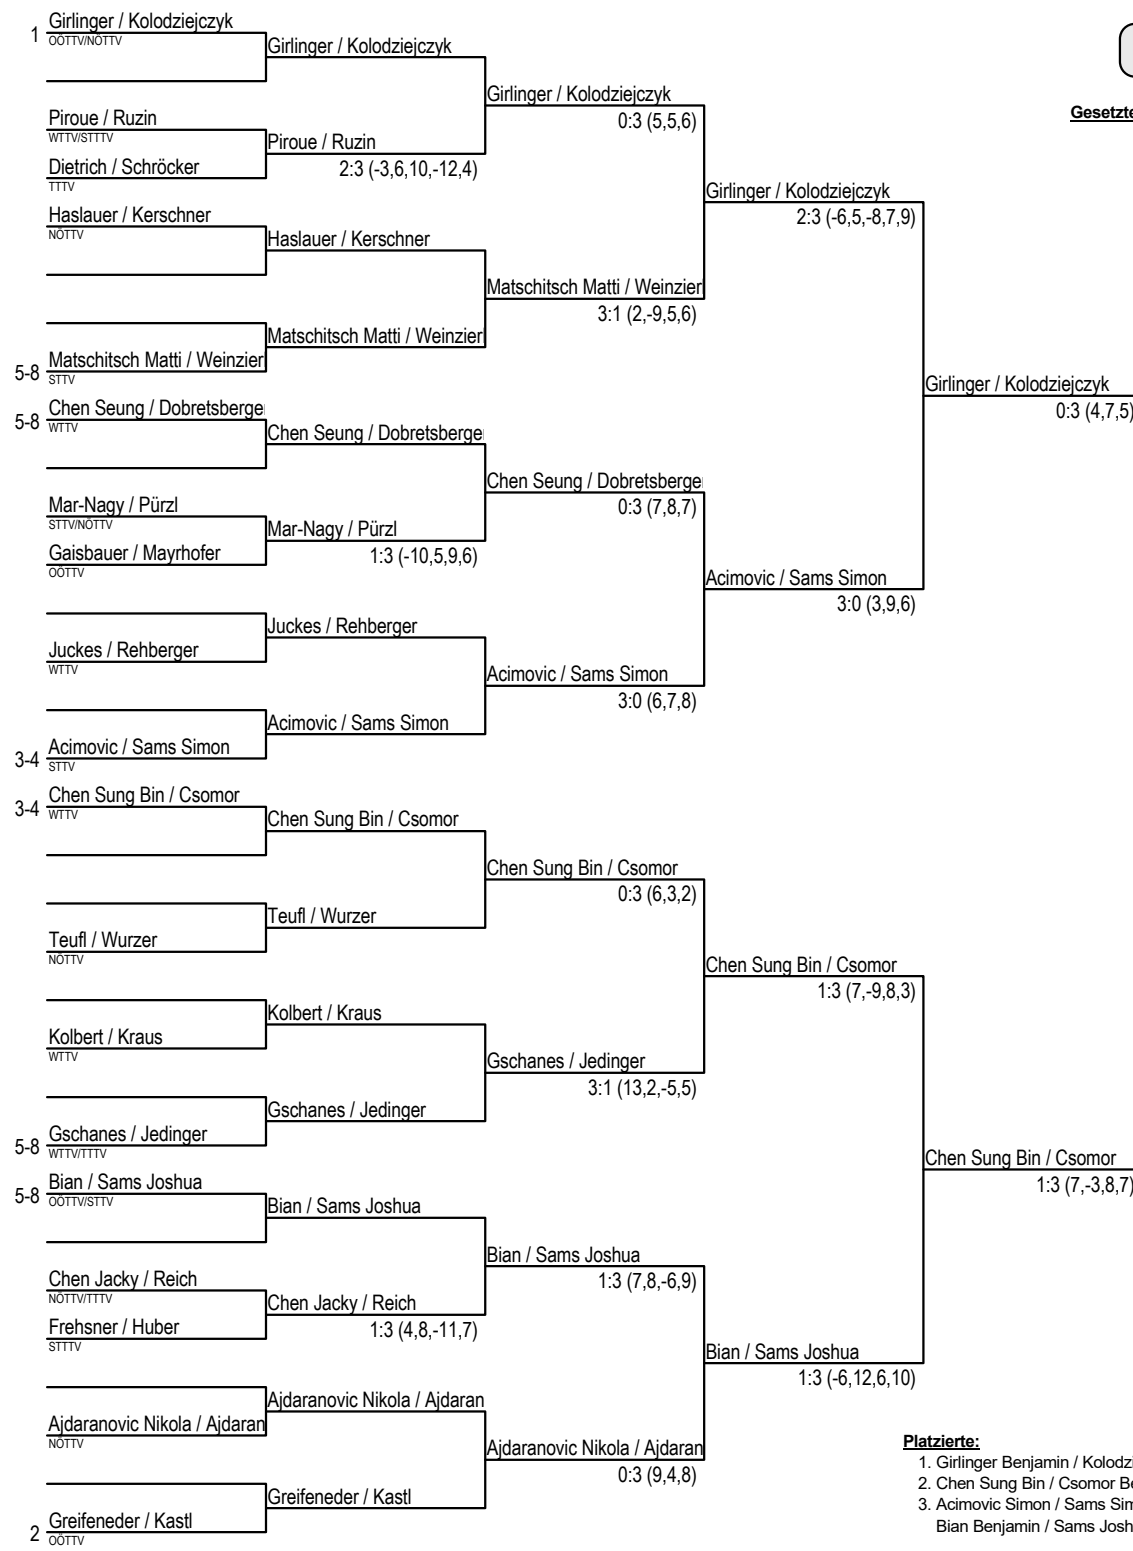 Girlinger / Kolodziejczyk
1
OÖTTV/NÖTTV
Girlinger / Kolodziejczyk
Girlinger / Kolodziejczyk
0:3 (5,5,6)
Gesetzte
Piroue / Ruzin
WTTV/STTTV
Piroue / Ruzin
2:3 (-3,6,10,-12,4)
Dietrich / Schröcker
TTTV
Girlinger / Kolodziejczyk
2:3 (-6,5,-8,7,9)
Haslauer / Kerschner
NÖTTV
Haslauer / Kerschner
Matschitsch Matti / Weinzier
3:1 (2,-9,5,6)
Matschitsch Matti / Weinzier
Matschitsch Matti / Weinzier
5-8
STTV
Girlinger / Kolodziejczyk
0:3 (4,7,5)
Chen Seung / Dobretsberge
5-8
WTTV
Chen Seung / Dobretsberge
Chen Seung / Dobretsberge
0:3 (7,8,7)
Mar-Nagy / Pürzl
STTV/NÖTTV
Mar-Nagy / Pürzl
1:3 (-10,5,9,6)
Gaisbauer / Mayrhofer
OÖTTV
Acimovic / Sams Simon
3:0 (3,9,6)
Juckes / Rehberger
Juckes / Rehberger
WTTV
Acimovic / Sams Simon
3:0 (6,7,8)
Acimovic / Sams Simon
Acimovic / Sams Simon
3-4
STTV
Chen Sung Bin / Csomor
3-4
WTTV
Chen Sung Bin / Csomor
Chen Sung Bin / Csomor
0:3 (6,3,2)
Teufl / Wurzer
Teufl / Wurzer
NÖTTV
Chen Sung Bin / Csomor
1:3 (7,-9,8,3)
Kolbert / Kraus
Kolbert / Kraus
WTTV
Gschanes / Jedinger
3:1 (13,2,-5,5)
Gschanes / Jedinger
Gschanes / Jedinger
5-8
WTTV/TTTV
Chen Sung Bin / Csomor
1:3 (7,-3,8,7)
Bian / Sams Joshua
5-8
OÖTTV/STTV
Bian / Sams Joshua
Bian / Sams Joshua
1:3 (7,8,-6,9)
Chen Jacky / Reich
NÖTTV/TTTV
Chen Jacky / Reich
1:3 (4,8,-11,7)
Frehsner / Huber
STTTV
Bian / Sams Joshua
1:3 (-6,12,6,10)
Ajdaranovic Nikola / Ajdaran
Ajdaranovic Nikola / Ajdaran
NÖTTV
Ajdaranovic Nikola / Ajdaran
0:3 (9,4,8)
Greifeneder / Kastl
Greifeneder / Kastl
2
OÖTTV
Platzierte:
1. Girlinger Benjamin / Kolodzi
2. Chen Sung Bin / Csomor Be
3. Acimovic Simon / Sams Sim
Bian Benjamin / Sams Josh